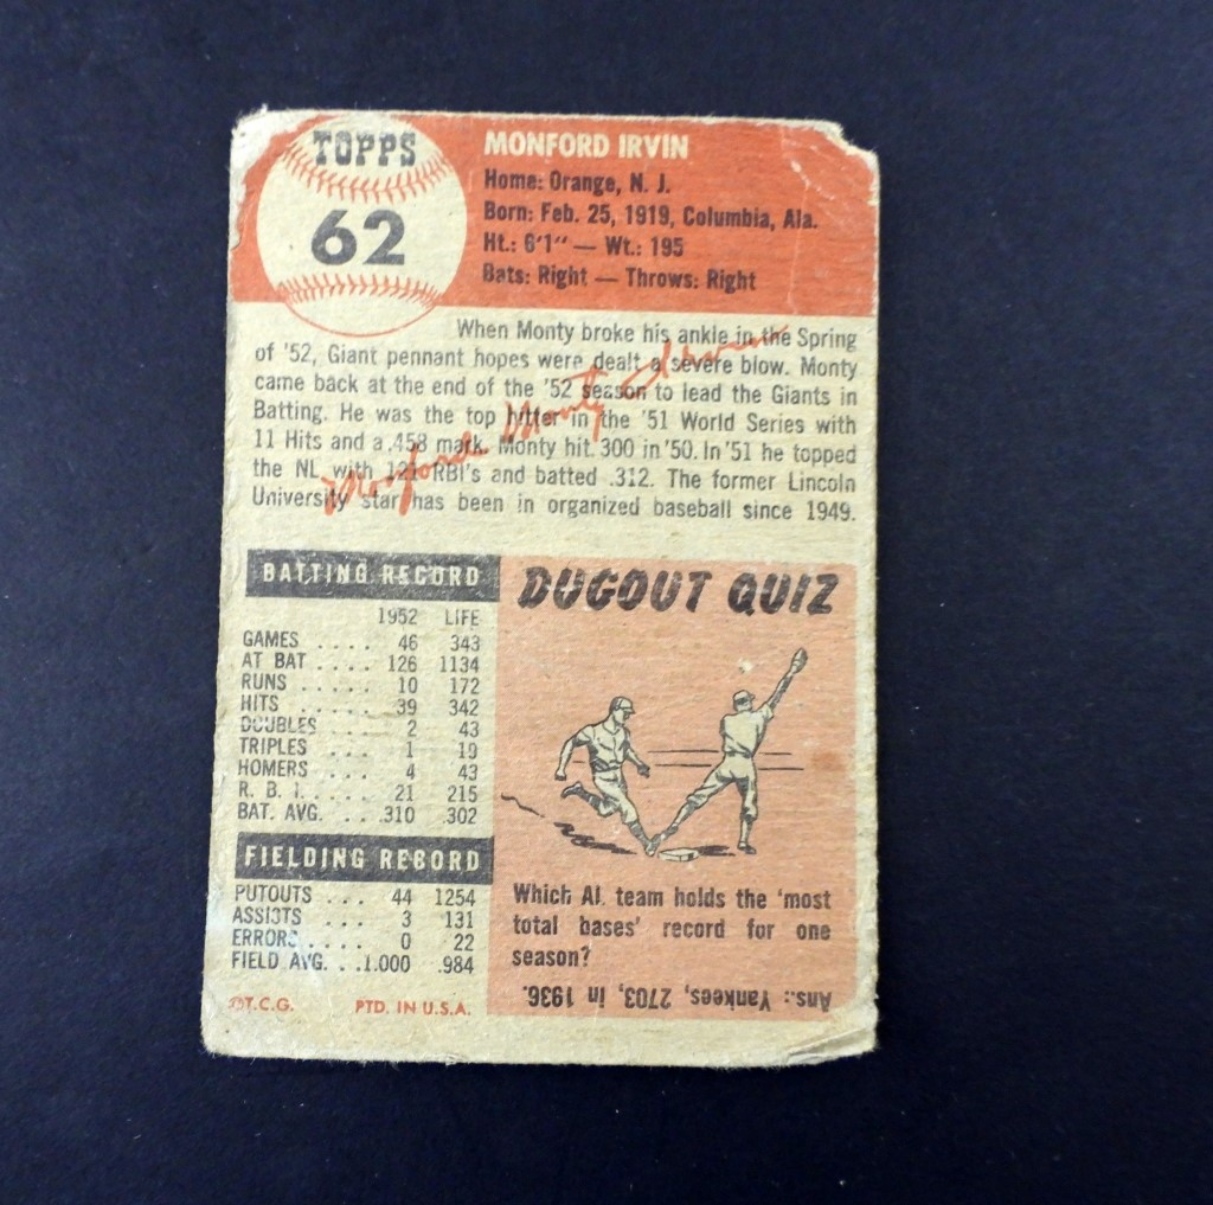 TOPPS
62
MONFORD IRVIN
Home: Orange, N. J.
Born: Feb. 25, 1919, Columbia, Ala.
Ht.: 6'1" — Wt.: 195
Bats: Right — Throws: Right
When Monty broke his ankle in the Spring
of '52, Giant pennant hopes were dealt a severe blow. Monty
came back at the end of the '52 season to lead the Giants in
Batting. He was the top hitter in the '51 World Series with
11 Hits and a .458 mark. Monty hit .300 in '50. In '51 he topped
the NL with 121 RBI's and batted .312. The former Lincoln
University star has been in organized baseball since 1949.
Monford Monty Irvin
BATTING RECORD
1952 LIFE
GAMES .... 46 343
AT BAT .... 126 1134
RUNS ..... 10 172
HITS ..... 39 342
DOUBLES ... 2 43
TRIPLES ... 1 19
HOMERS ... 4 43
R. B. I. .... 21 215
BAT. AVG. ... .310 .302
FIELDING RECORD
PUTOUTS ... 44 1254
ASSISTS ... 3 131
ERRORS .... 0 22
FIELD AVG. .. 1.000 .984
©T.C.G. PTD. IN U.S.A.
DUGOUT QUIZ
Which AL team holds the 'most
total bases' record for one
season?
Ans.: Yankees, 2703, in 1936.